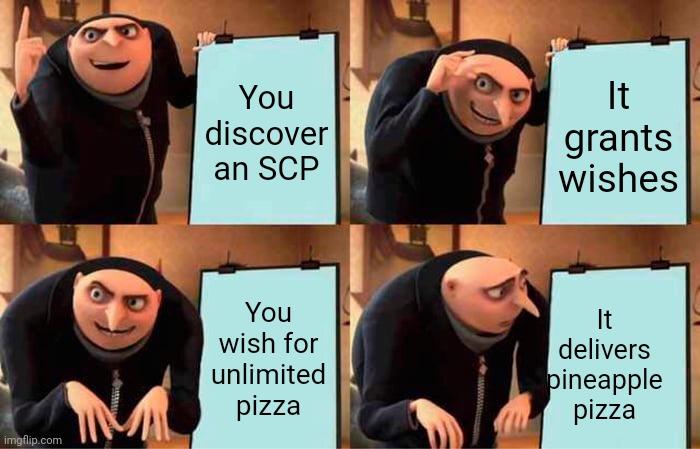 You
discover
an SCP
It
grants
wishes
You
wish for
unlimited
pizza
It
delivers
pineapple
pizza
imgflip.com